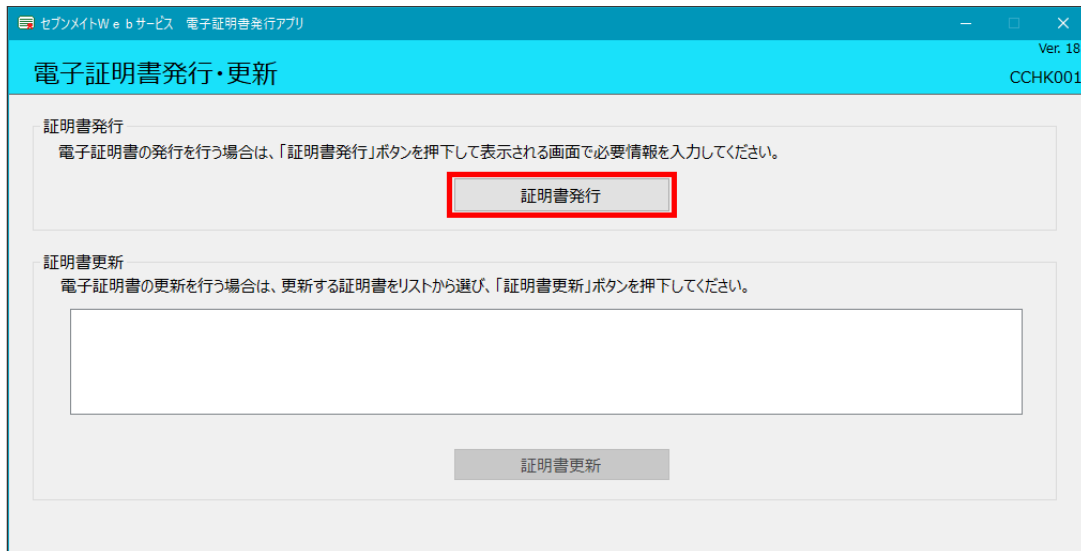 セブンメイトWebサービス 電子証明書発行アプリ
Ver. 18
電子証明書発行・更新
CCHK001
証明書発行
電子証明書の発行を行う場合は、「証明書発行」ボタンを押下して表示される画面で必要情報を入力してください。
証明書発行
証明書更新
電子証明書の更新を行う場合は、更新する証明書をリストから選び、「証明書更新」ボタンを押下してください。
証明書更新